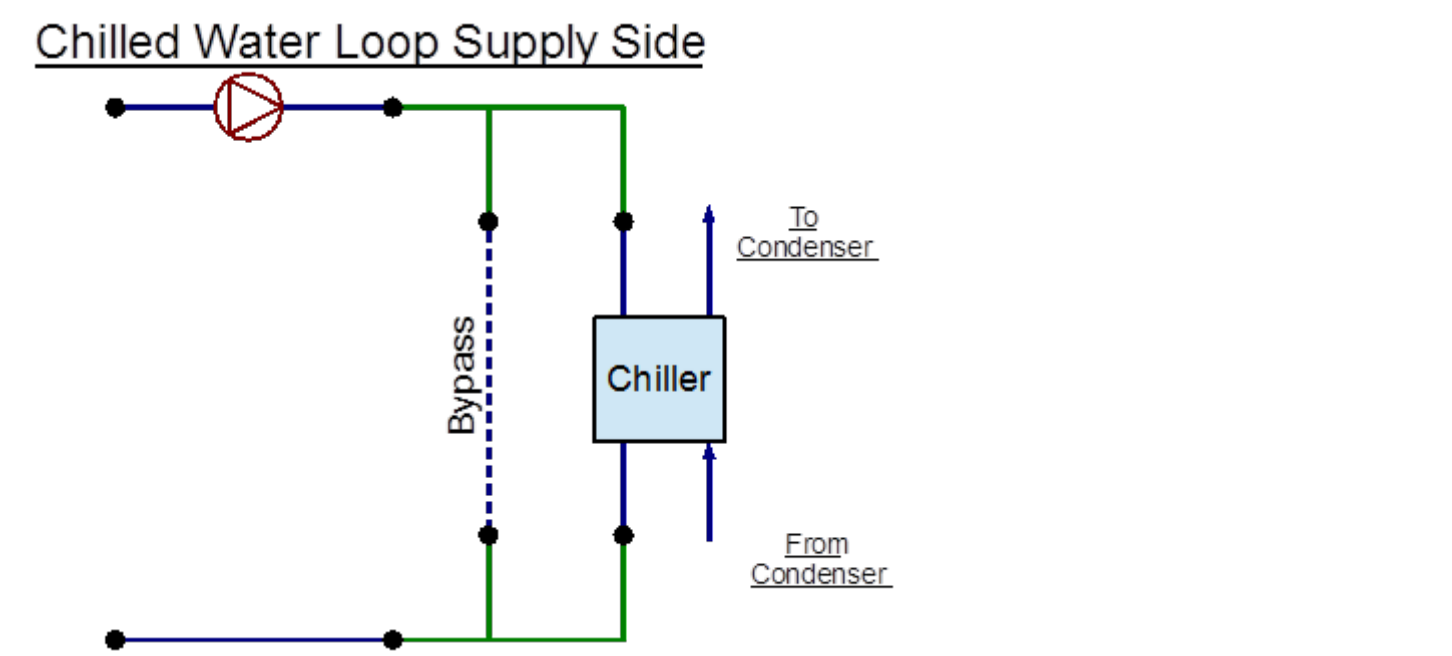 Chilled Water Loop Supply Side
To
Condenser
Bypass
Chiller
From
Condenser